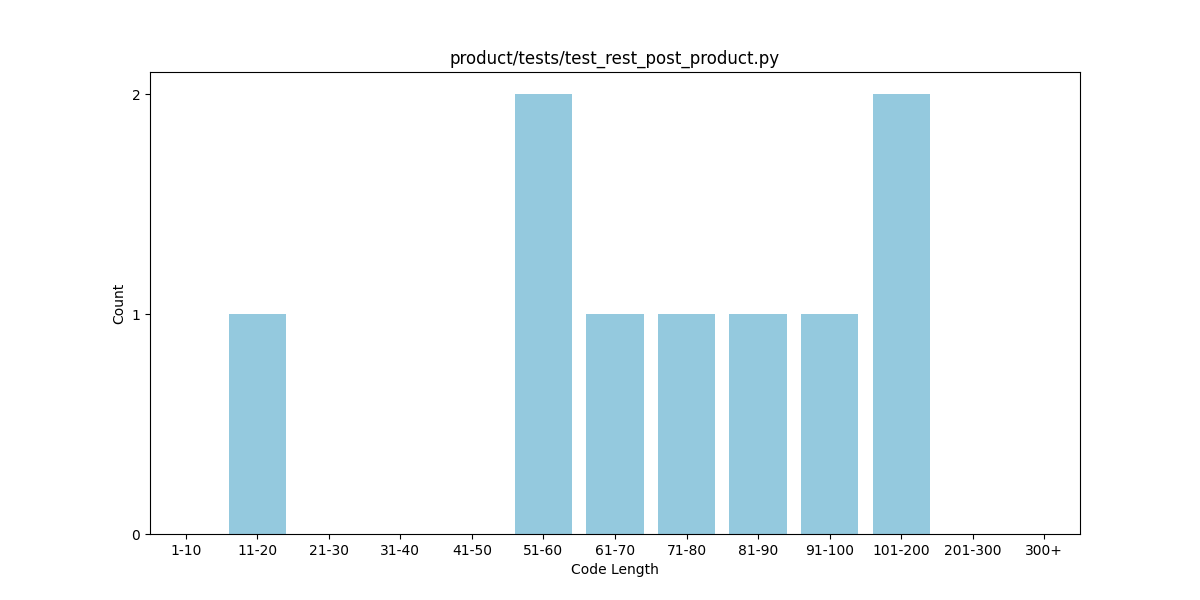 product/tests/test_rest_post_product.py
Count
2
1
0
1-10 11-20 21-30 31-40 41-50 51-60 61-70 71-80 81-90 91-100 101-200 201-300 300+
Code Length